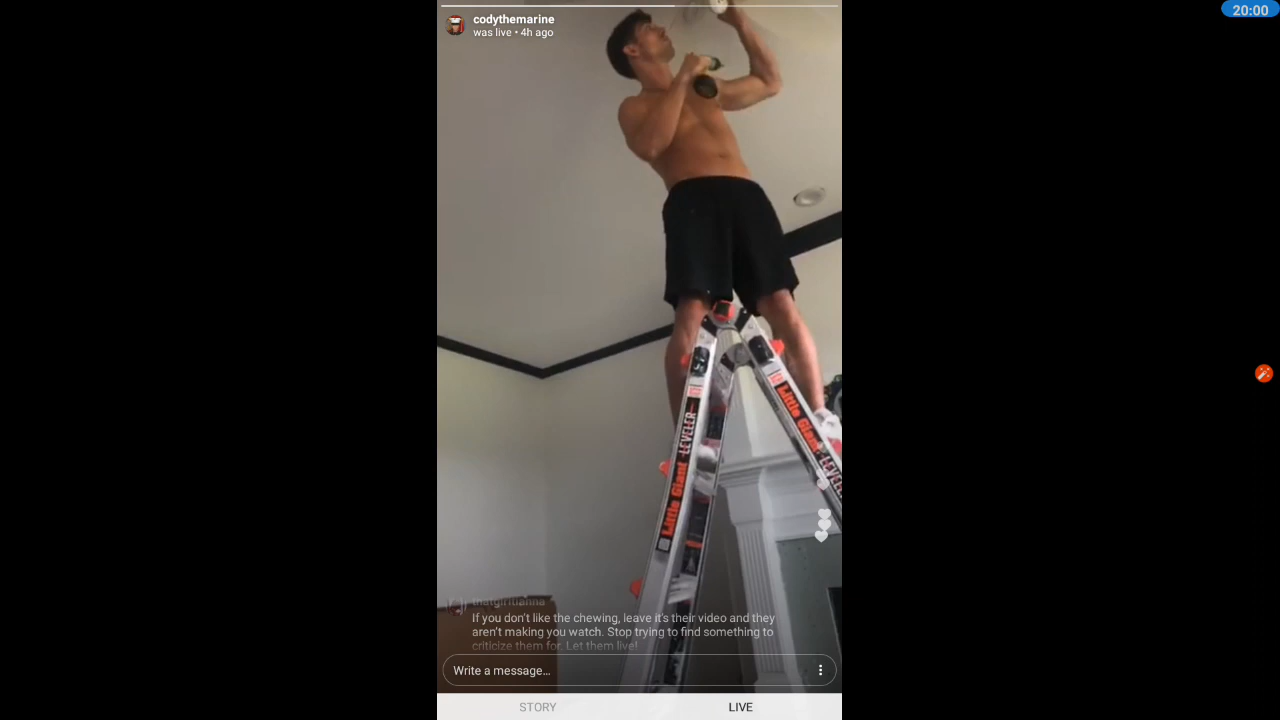 20:00
codythemarine
was live • 4h ago
Little Giant LEVELER
Little Giant LEVELER
If you don't like the chewing, leave it's their video and they
aren't making you watch. Stop trying to find something to
criticize them for. Let them live!
Write a message...
STORY LIVE